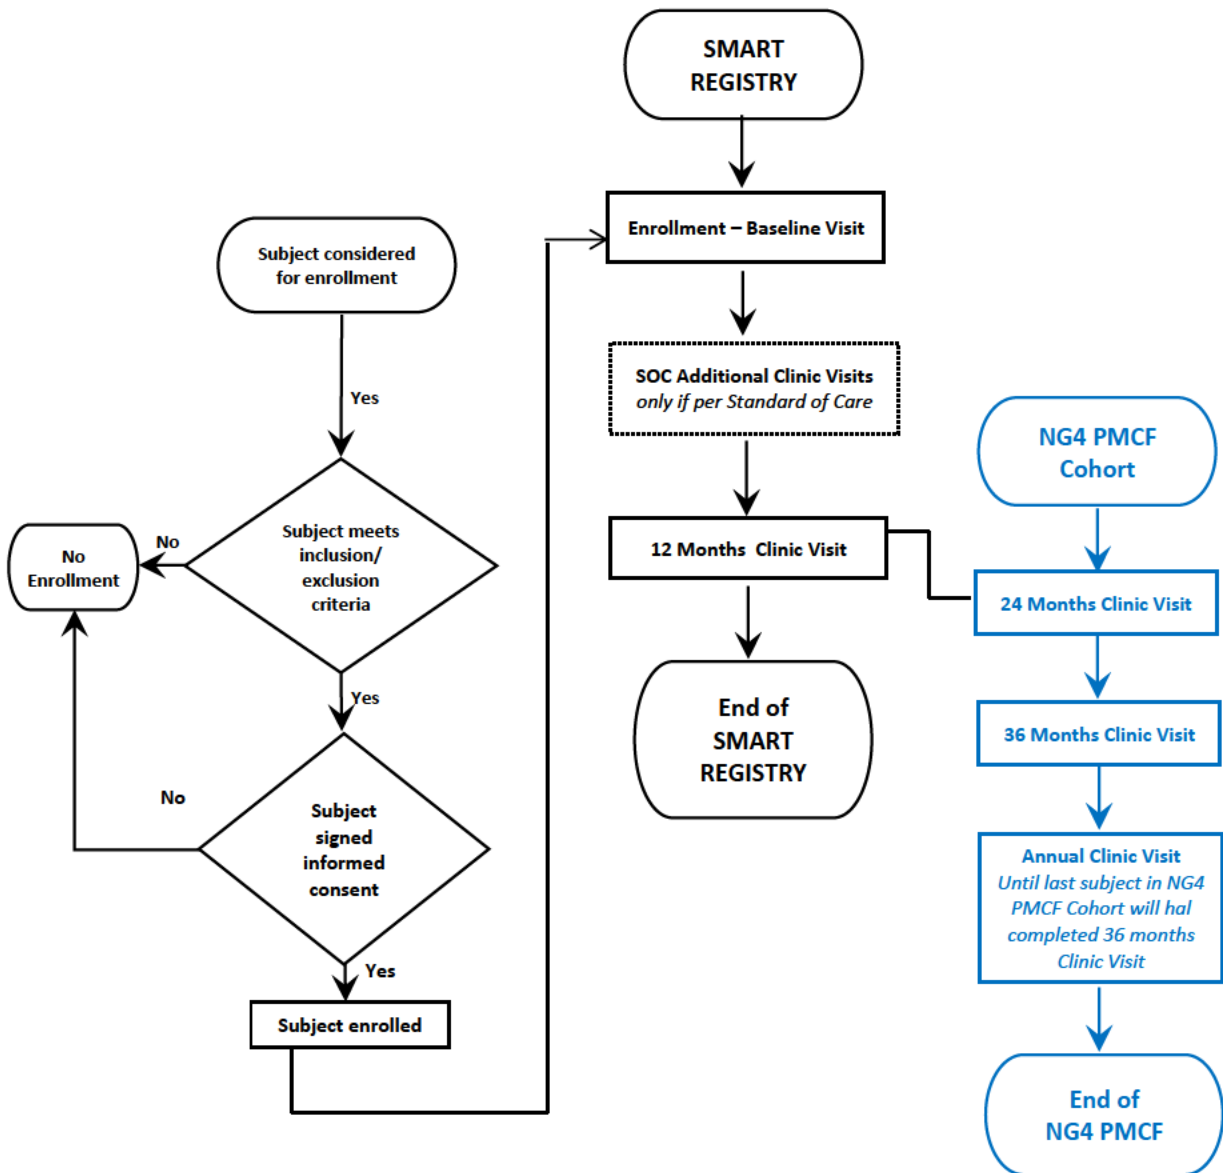 SMART
REGISTRY
Enrollment – Baseline Visit
Subject considered
for enrollment
SOC Additional Clinic Visits
only if per Standard of Care
Yes
NG4 PMCF
Cohort
Subject meets
inclusion/
exclusion
criteria
No
No
Enrollment
12 Months Clinic Visit
24 Months Clinic Visit
Yes
End of
SMART
REGISTRY
36 Months Clinic Visit
No
Subject
signed
informed
consent
Annual Clinic Visit
Until last subject in NG4
PMCF Cohort will hal
completed 36 months
Clinic Visit
Yes
Subject enrolled
End of
NG4 PMCF